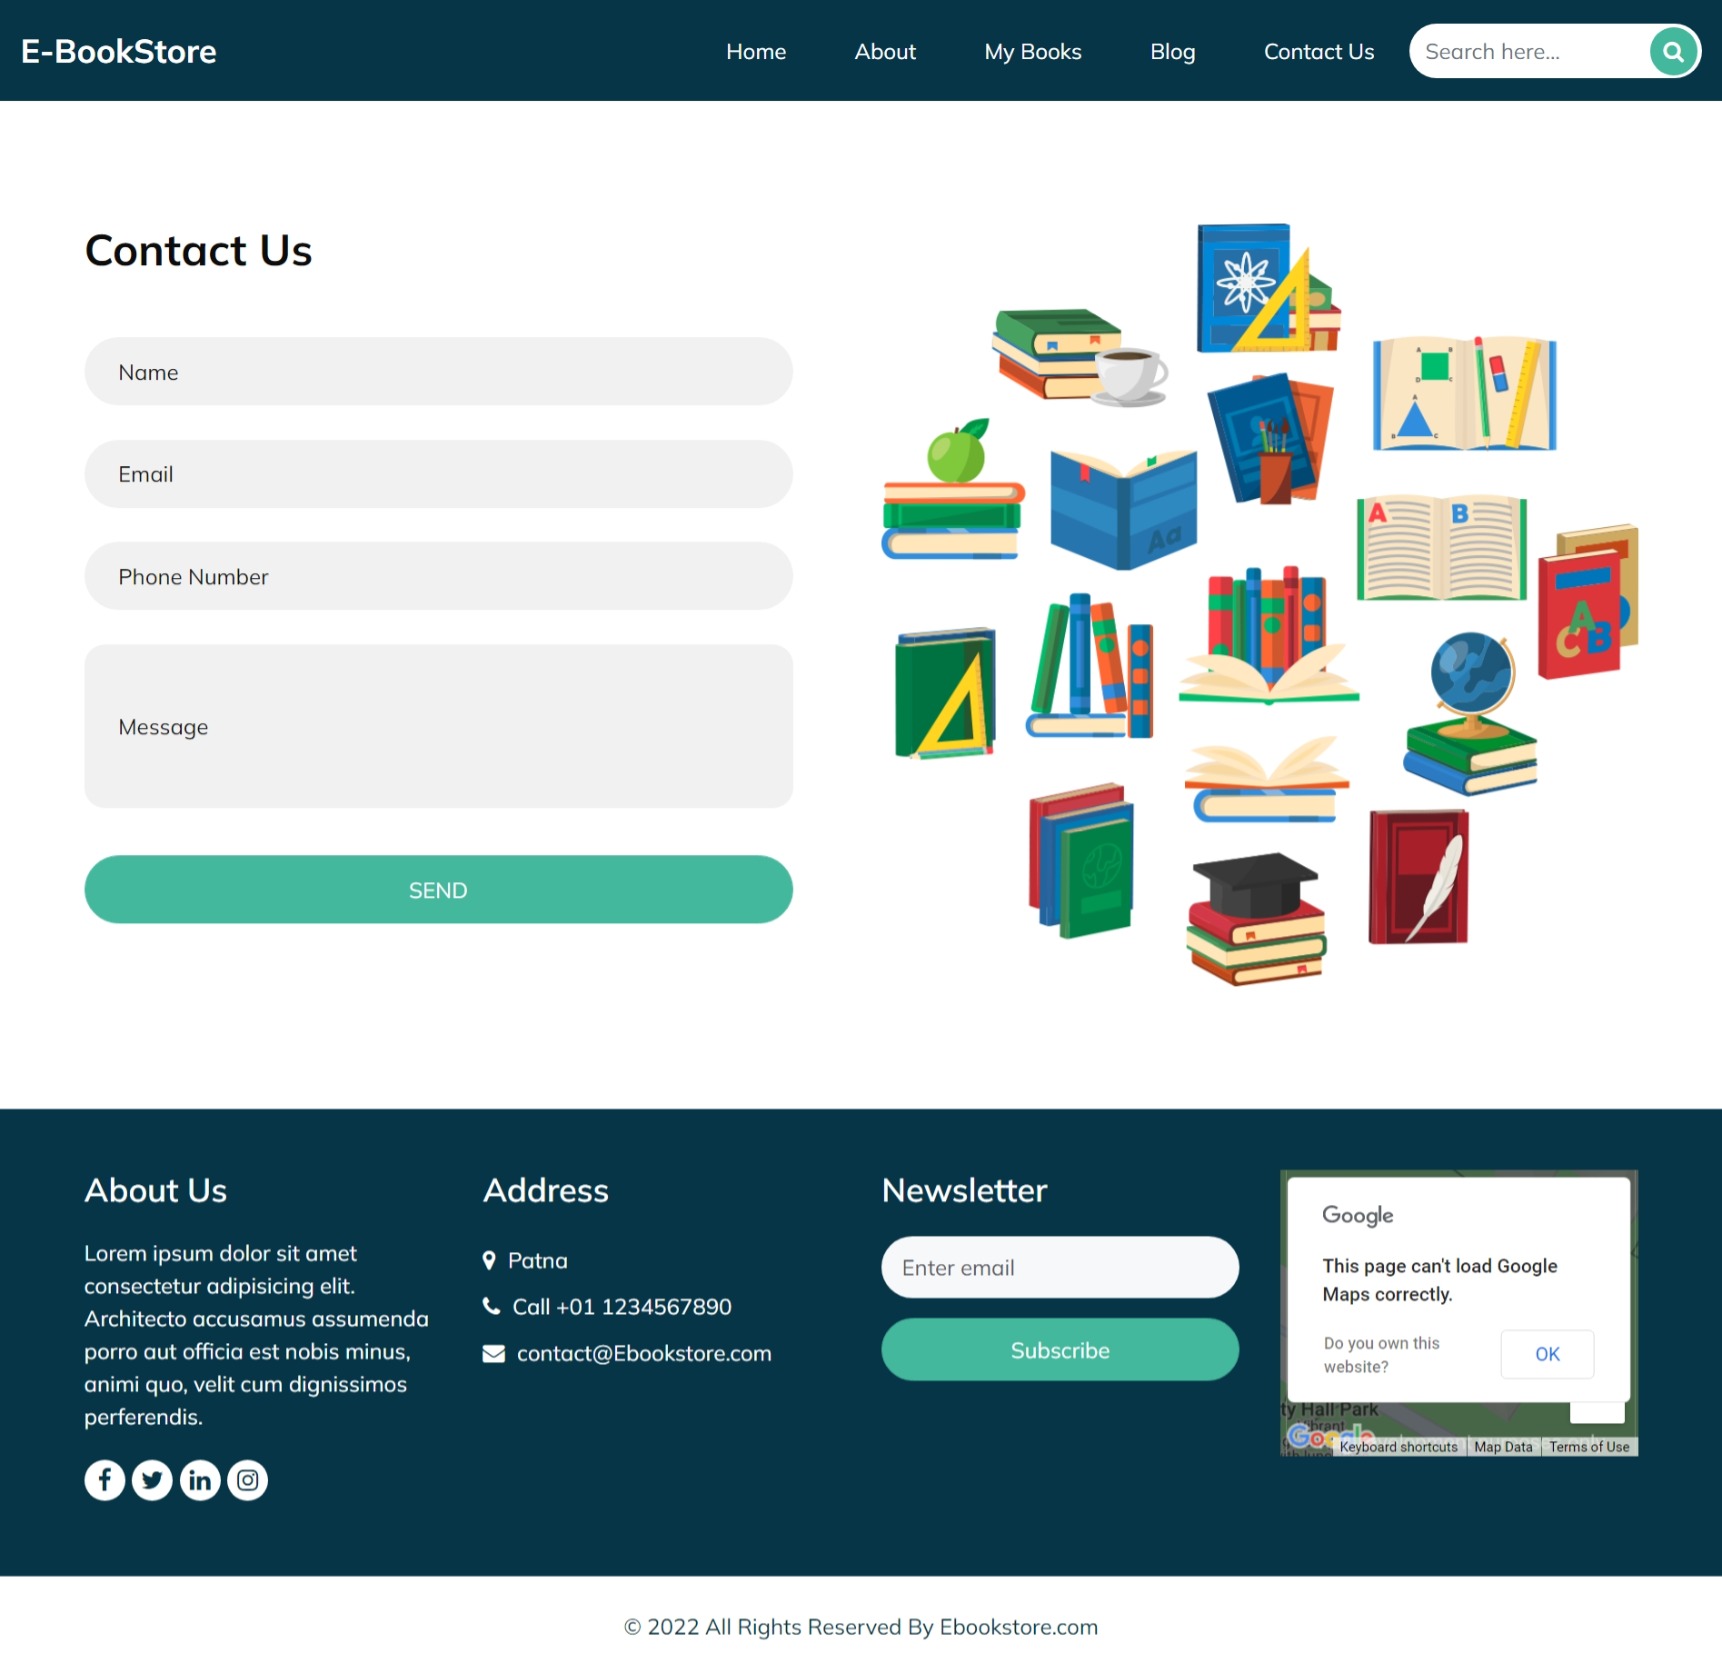 E-BookStore
Home
About
My Books
Blog
Contact Us
Search here...
Contact Us
Name
Email
Phone Number
Message
SEND
A
B
D
C
A
B
C
Aa
A
B
A
C
B
About Us
Lorem ipsum dolor sit amet
consectetur adipisicing elit.
Architecto accusamus assumenda
porro aut officia est nobis minus,
animi quo, velit cum dignissimos
perferendis.
Address
Patna
Call +01 1234567890
contact@Ebookstore.com
Newsletter
Enter email
Subscribe
Google
This page can't load Google
Maps correctly.
Do you own this
website?
OK
ty Hall Park
Google
Keyboard shortcuts
Map Data
Terms of Use
© 2022 All Rights Reserved By Ebookstore.com